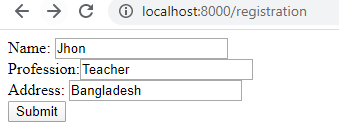 localhost:8000/registration
Name: Jhon
Profession: Teacher
Address: Bangladesh
Submit